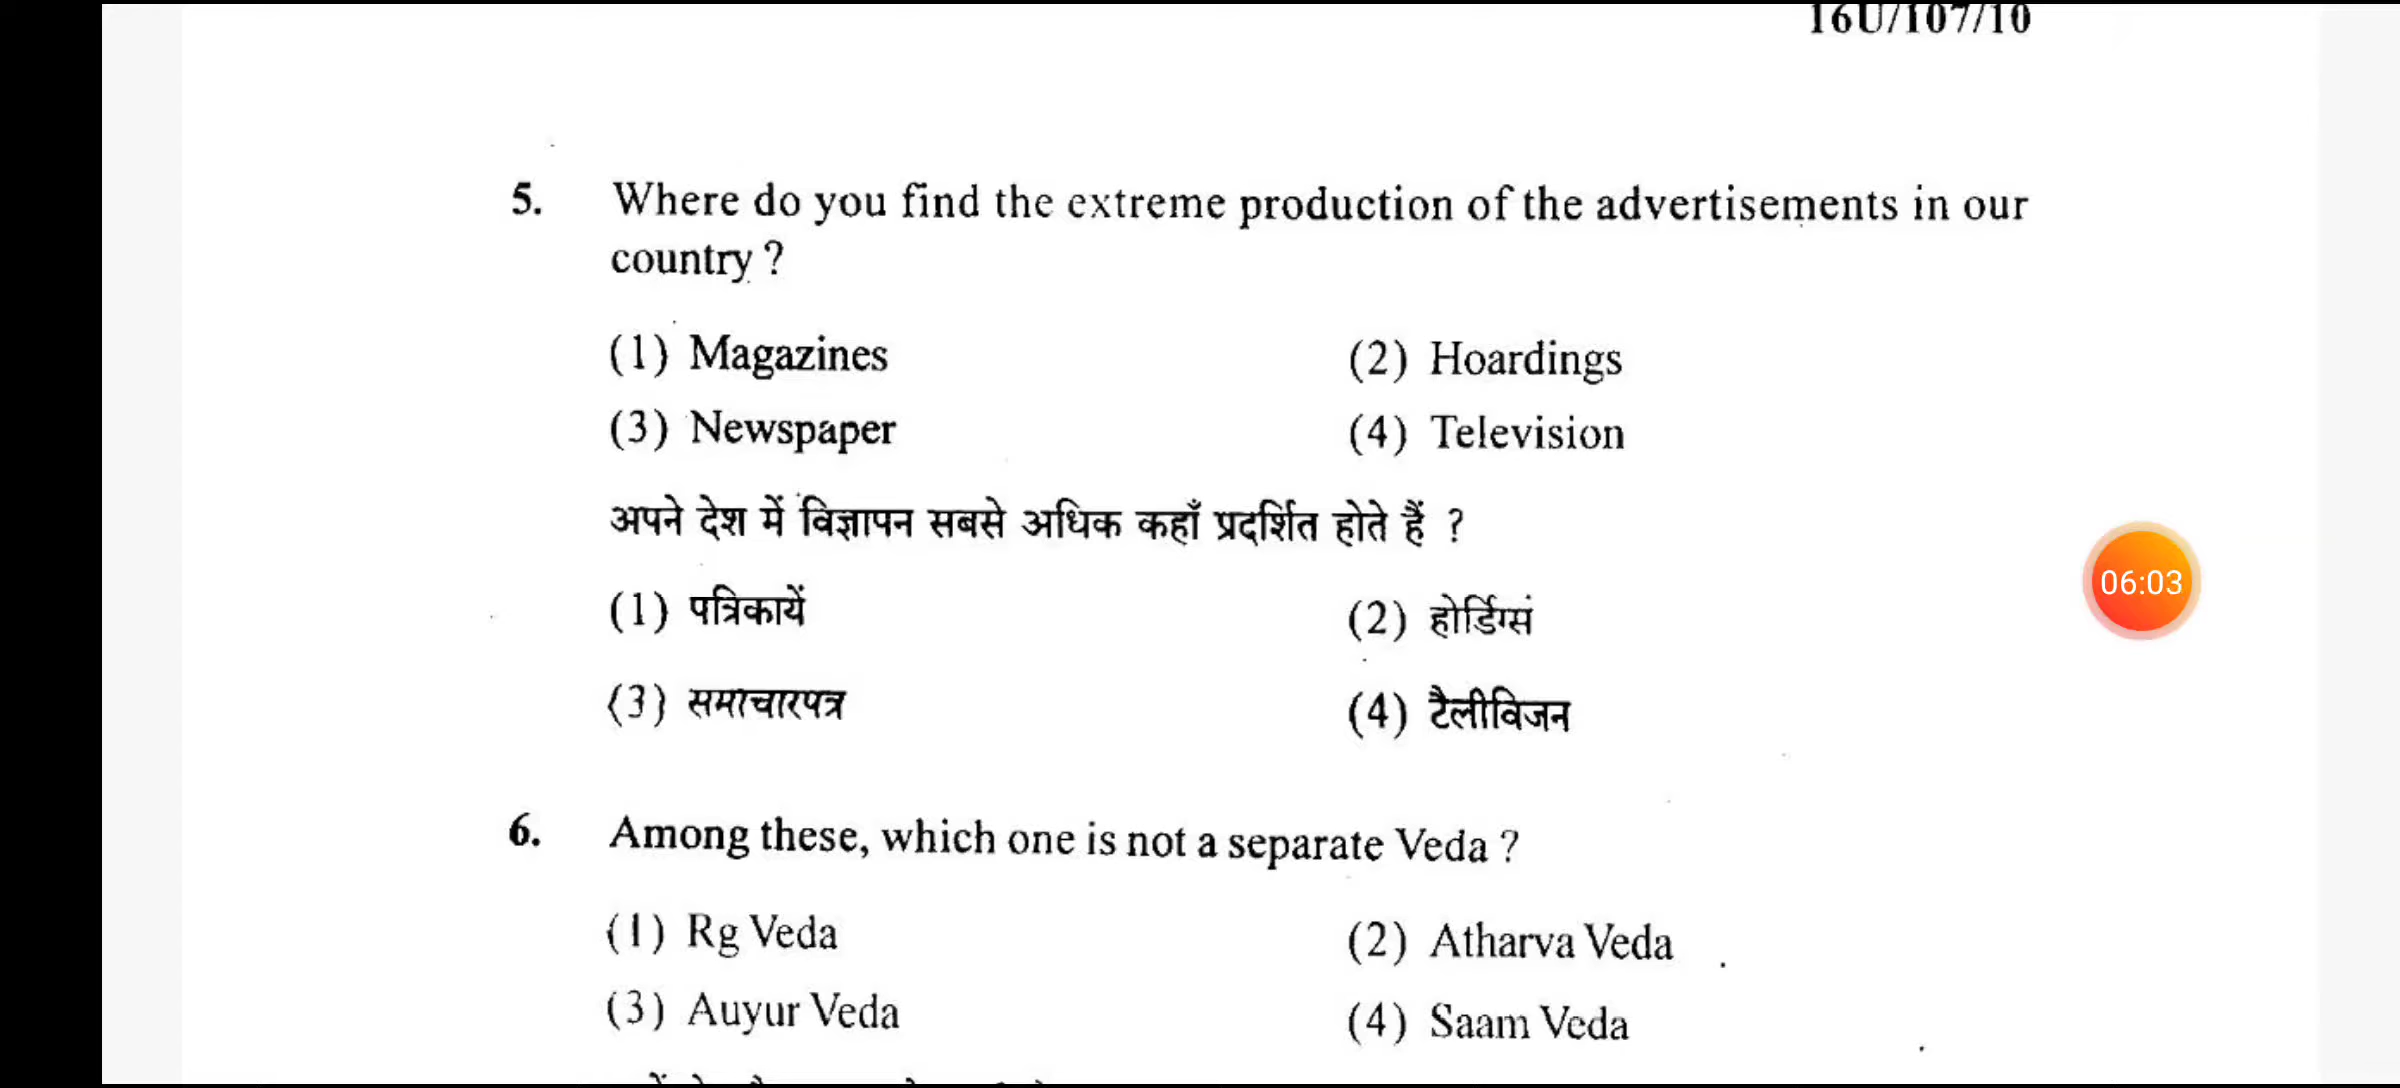 16U/107/10
5. Where do you find the extreme production of the advertisements in our
country ?
(1) Magazines (2) Hoardings
(3) Newspaper (4) Television
अपने देश में विज्ञापन सबसे अधिक कहाँ प्रदर्शित होते हैं ?
(1) पत्रिकायें (2) होर्डिग्सं
(3) समाचारपत्र (4) टैलीविजन
06:03
6. Among these, which one is not a separate Veda ?
(1) Rg Veda (2) Atharva Veda
(3) Auyur Veda (4) Saam Veda